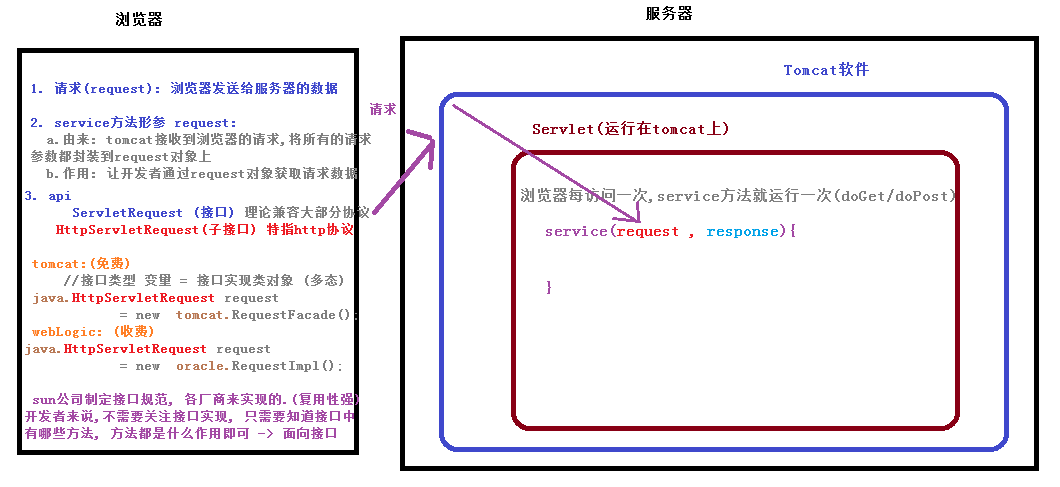 浏览器
1. 请求(request): 浏览器发送给服务器的数据
2. service方法形参 request:
a.由来: tomcat接收到浏览器的请求,将所有的请求
参数都封装到request对象上
b.作用: 让开发者通过request对象获取请求数据
3. api
ServletRequest (接口) 理论兼容大部分协议
HttpServletRequest(子接口) 特指http协议
tomcat:(免费)
//接口类型 变量 = 接口实现类对象 (多态)
java.HttpServletRequest request
= new tomcat.RequestFacade();
webLogic: (收费)
java.HttpServletRequest request
= new oracle.RequestImpl();
sun公司制定接口规范, 各厂商来实现的.(复用性强)
开发者来说,不需要关注接口实现, 只需要知道接口中
有哪些方法, 方法都是什么作用即可 -> 面向接口
请求
服务器
Tomcat软件
Servlet(运行在tomcat上)
浏览器每访问一次,service方法就运行一次(doGet/doPost)
service(request , response){
}